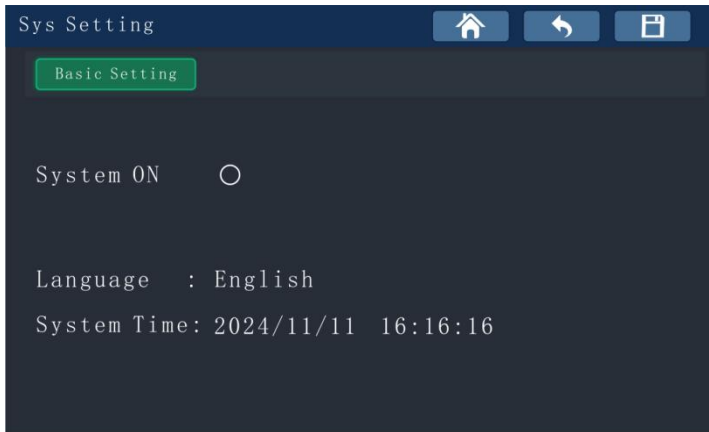 Sys Setting
Basic Setting
System ON
Language : English
System Time: 2024/11/11 16:16:16